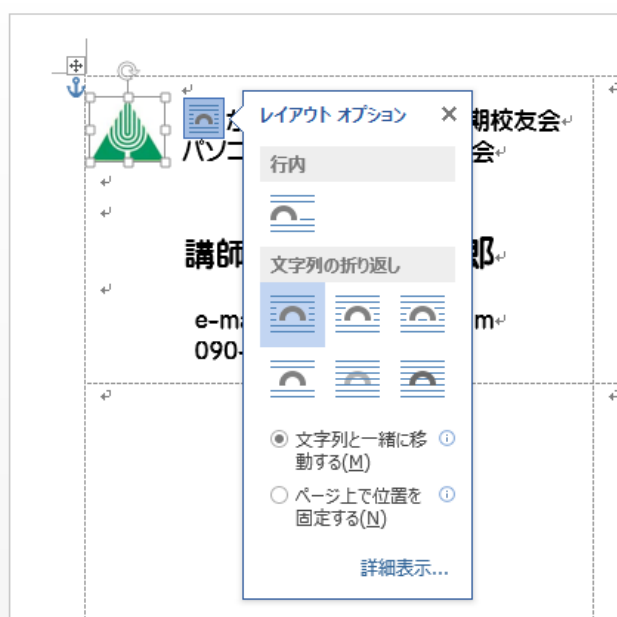 レイアウト オプション
期校友会
パソコ
会
行内
講師
郎
文字列の折り返し
e-ma
m
090-
文字列と一緒に移
動する(M)
ページ上で位置を
固定する(N)
詳細表示...